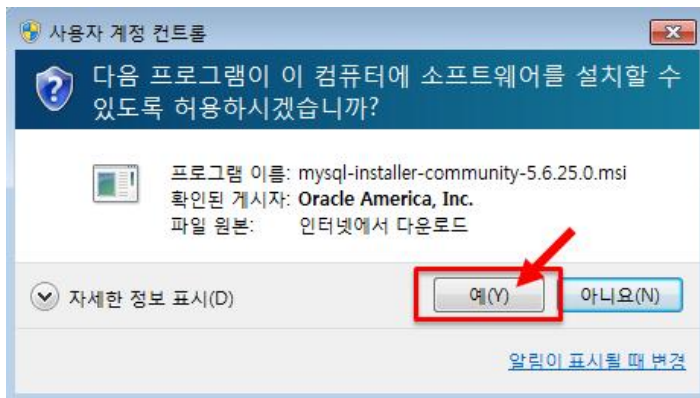 사용자 계정 컨트롤
다음 프로그램이 이 컴퓨터에 소프트웨어를 설치할 수
있도록 허용하시겠습니까?
프로그램 이름: mysql-installer-community-5.6.25.0.msi
확인된 게시자: Oracle America, Inc.
파일 원본: 인터넷에서 다운로드
자세한 정보 표시(D)
예(Y)
아니요(N)
알림이 표시될 때 변경